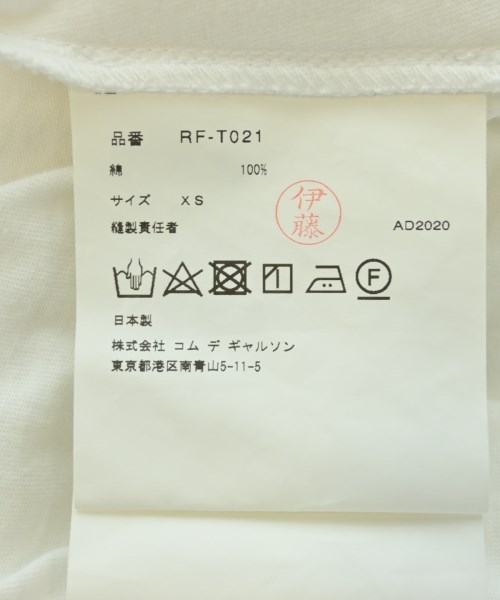 品番 RF-T021
綿 100%
サイズ XS
縫製責任者 伊藤 AD2020
F
日本製
株式会社 コム デ ギャルソン
東京都港区南青山5-11-5